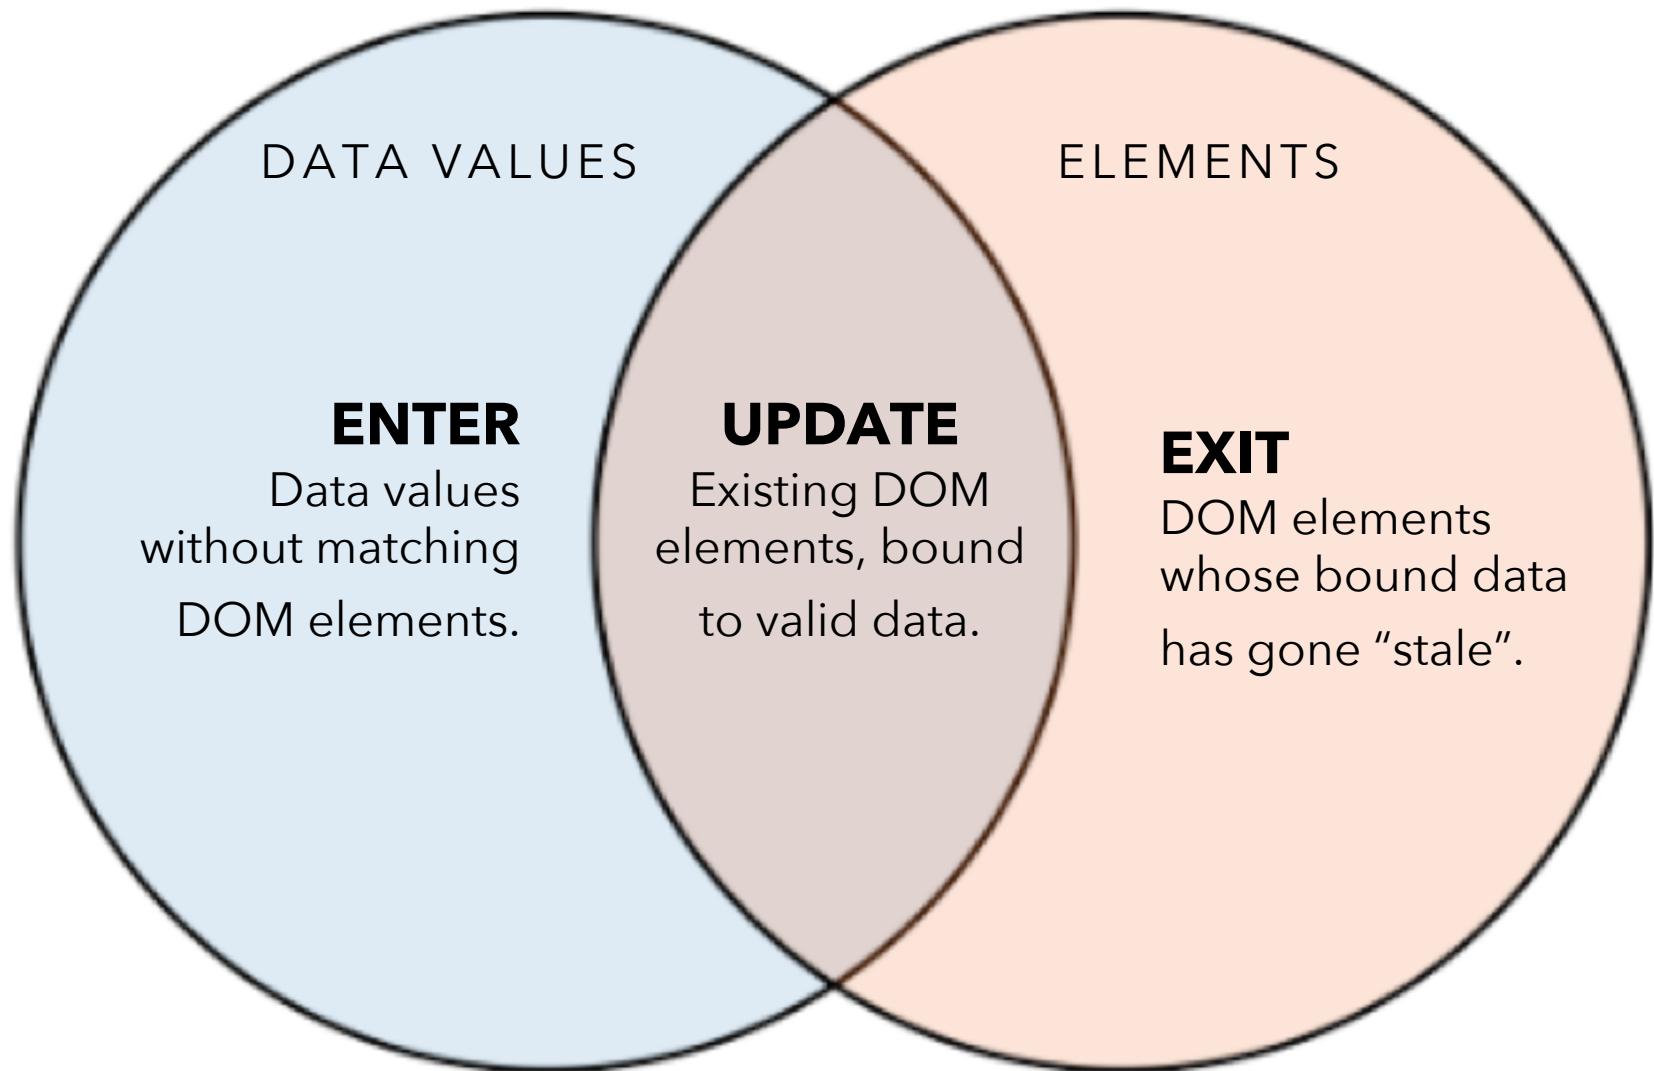 DATA VALUES
ELEMENTS
ENTER
Data values
without matching
DOM elements.
UPDATE
Existing DOM
elements, bound
to valid data.
EXIT
DOM elements
whose bound data
has gone “stale”.